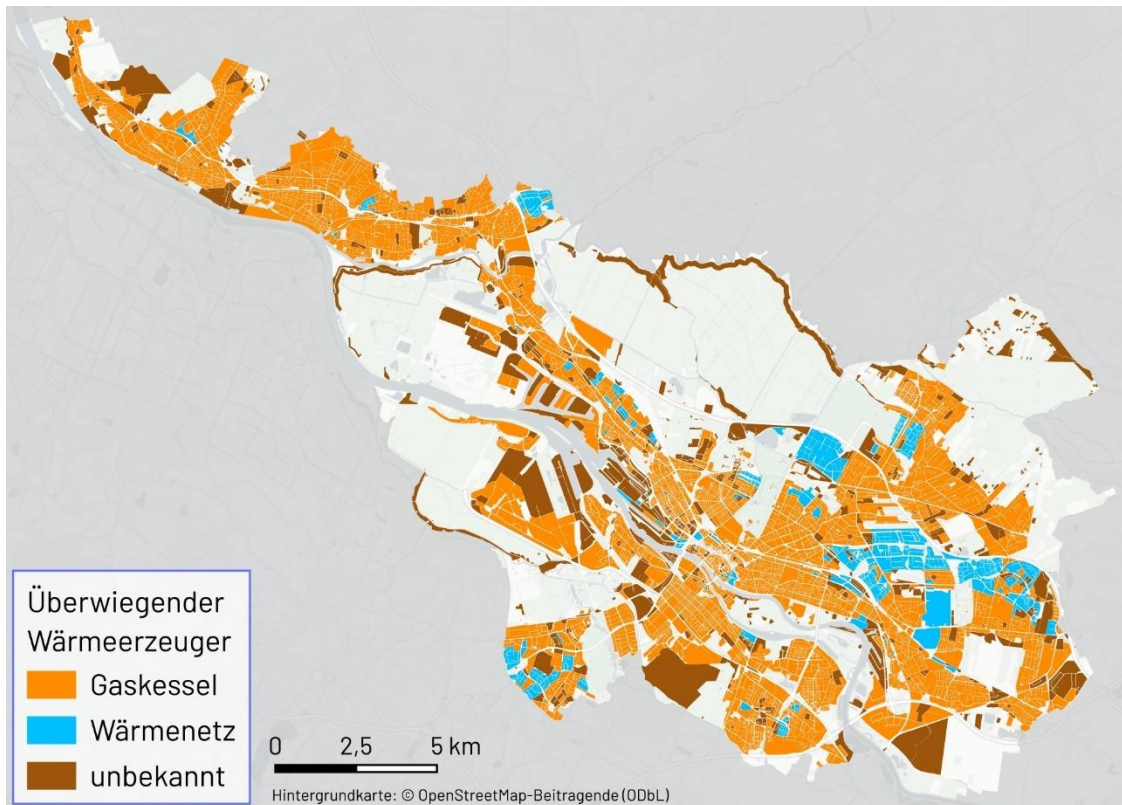 Überwiegender
Wärmeerzeuger
Gaskessel
Wärmenetz
unbekannt
0 2,5 5 km
Hintergrundkarte: © OpenStreetMap-Beitragende (ODbL)